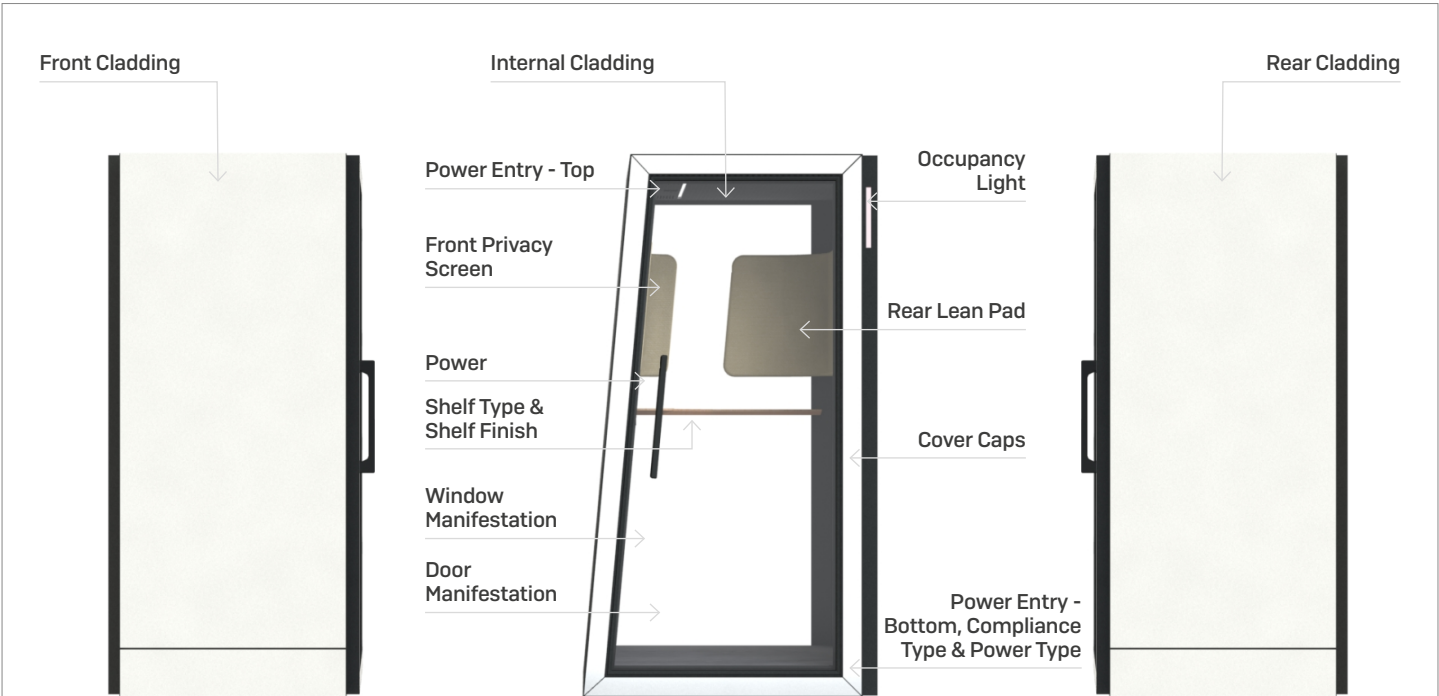 Front Cladding
Internal Cladding
Rear Cladding
Power Entry - Top
Occupancy
Light
Front Privacy
Screen
Rear Lean Pad
Power
Shelf Type &
Shelf Finish
Cover Caps
Window
Manifestation
Door
Manifestation
Power Entry -
Bottom, Compliance
Type & Power Type